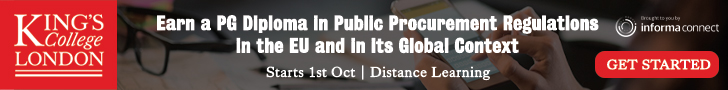 KING'S
College
LONDON
Earn a PG Diploma in Public Procurement Regulations
in the EU and in Its Global Context
Starts 1st Oct | Distance Learning
Brought to you by
informa connect
GET STARTED